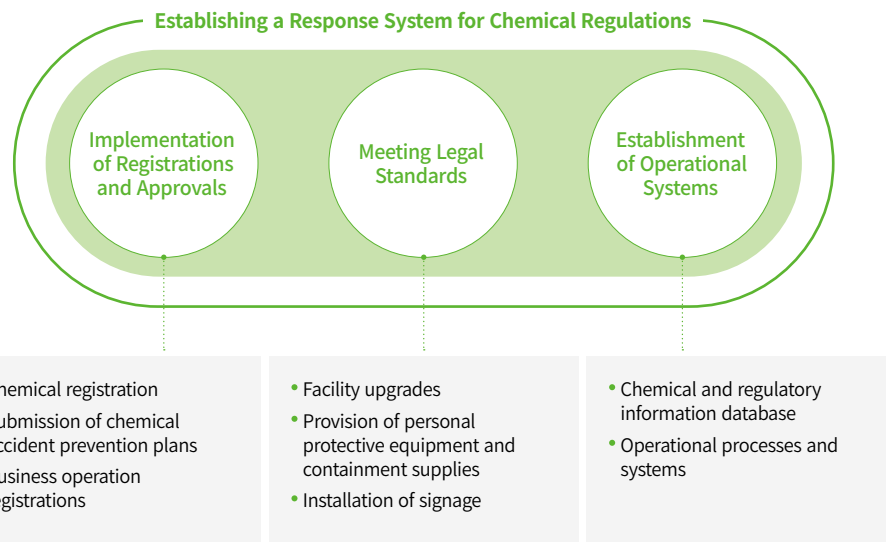 Establishing a Response System for Chemical Regulations
Implementation
of Registrations
and Approvals
Meeting Legal
Standards
Establishment
of Operational
Systems
hemical registration
ubmission of chemical
ccident prevention plans
usiness operation
egistrations
• Facility upgrades
• Provision of personal
protective equipment and
containment supplies
• Installation of signage
• Chemical and regulatory
information database
• Operational processes and
systems